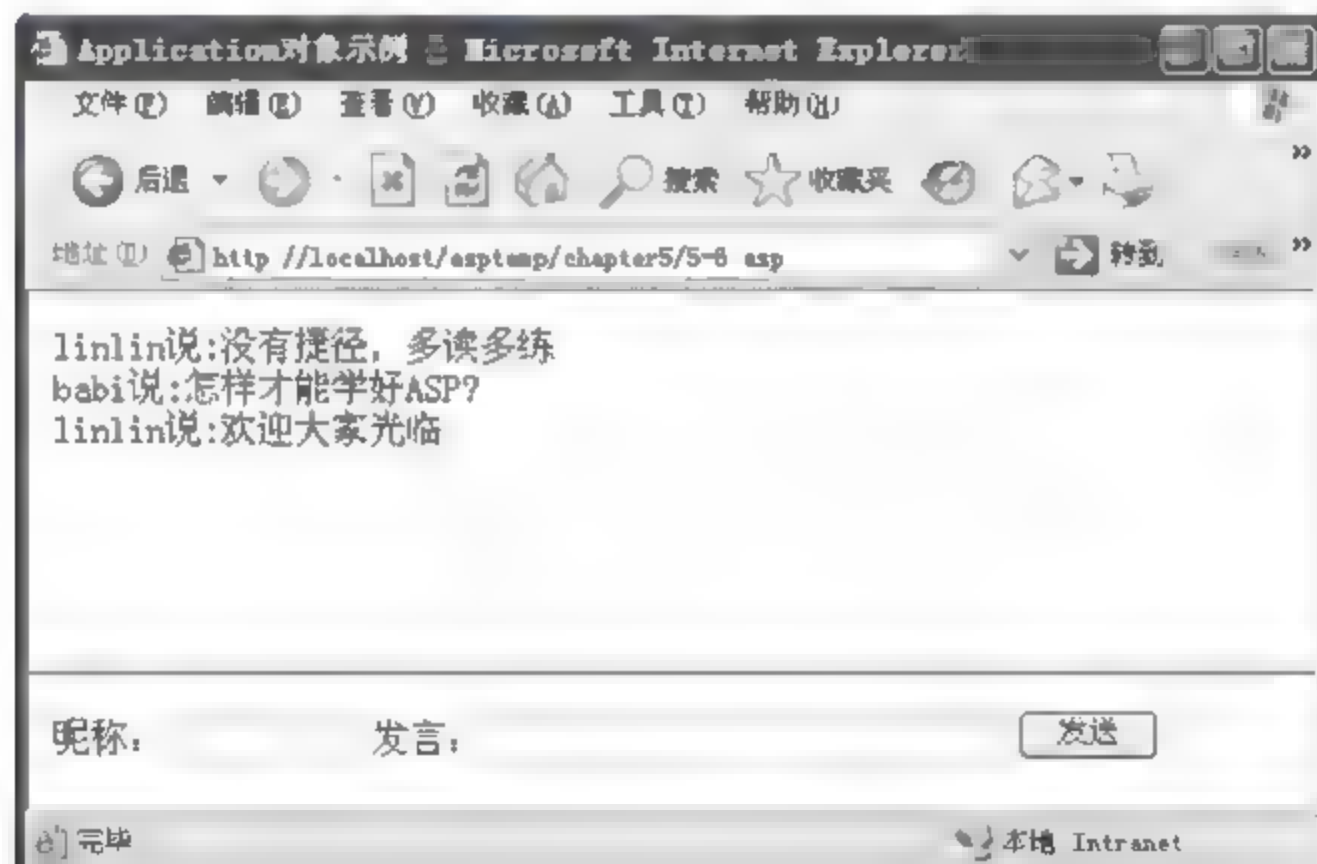 Application对象示例 - Microsoft Internet Explorer
文件(F) 编辑(E) 查看(V) 收藏(A) 工具(T) 帮助(H)
后退 搜索 收藏夹 »
地址(D) http //localhost/asptemp/chapter5/5-6 asp 转到 »
linlin说:没有捷径，多读多练
babi说:怎样才能学好ASP?
linlin说:欢迎大家光临
昵称： 发言： 发送
完毕 本地 Intranet